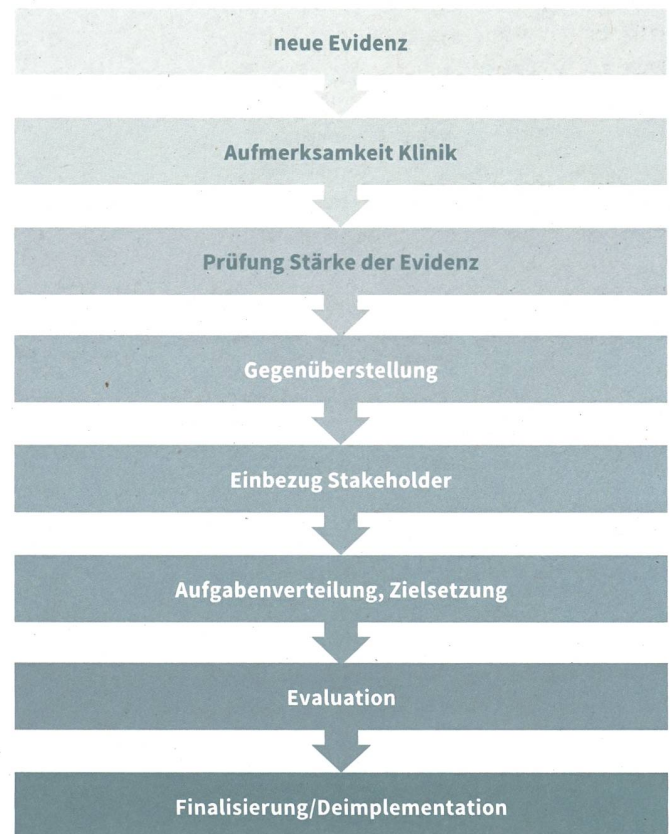 neue Evidenz
Aufmerksamkeit Klinik
Prüfung Stärke der Evidenz
Gegenüberstellung
Einbezug Stakeholder
Aufgabenverteilung, Zielsetzung
Evaluation
Finalisierung/Deimplementation